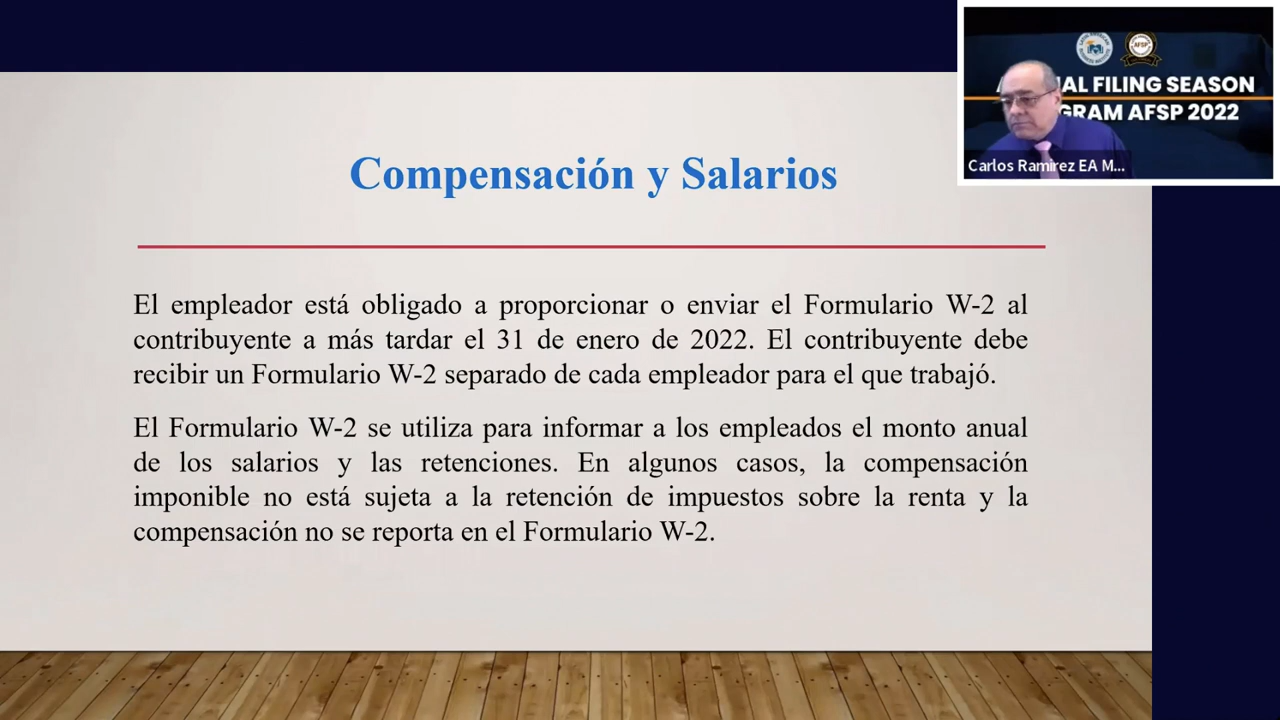 Compensación y Salarios
El empleador está obligado a proporcionar o enviar el Formulario W-2 al
contribuyente a más tardar el 31 de enero de 2022. El contribuyente debe
recibir un Formulario W-2 separado de cada empleador para el que trabajó.
El Formulario W-2 se utiliza para informar a los empleados el monto anual
de los salarios y las retenciones. En algunos casos, la compensación
imponible no está sujeta a la retención de impuestos sobre la renta y la
compensación no se reporta en el Formulario W-2.
AFSP
AL FILING SEASON
GRAM AFSP 2022
Carlos Ramirez EA M...